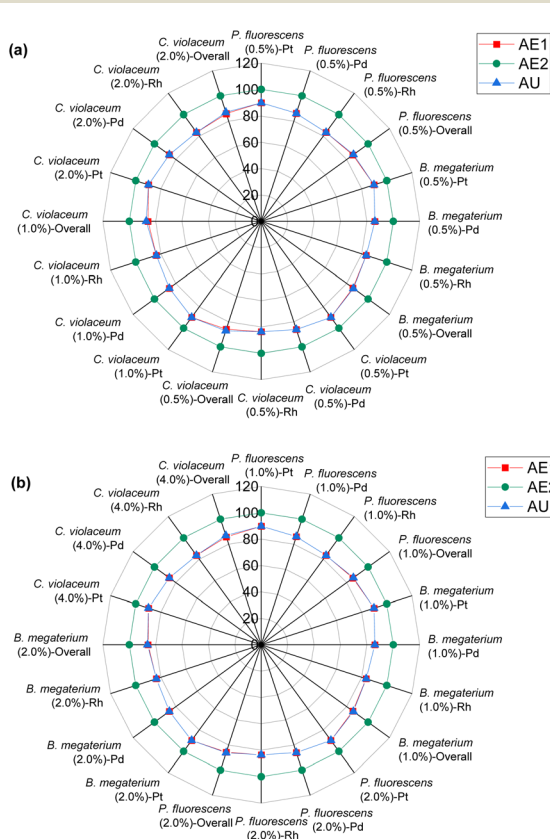 (a)
P. fluorescens
(0.5%)-Pt
P. fluorescens
(0.5%)-Pd
P. fluorescens
(0.5%)-Rh
P. fluorescens
(0.5%)-Overall
B. megaterium
(0.5%)-Pt
B. megaterium
(0.5%)-Pd
B. megaterium
(0.5%)-Rh
B. megaterium
(0.5%)-Overall
C. violaceum
(0.5%)-Pt
C. violaceum
(0.5%)-Pd
C. violaceum
(0.5%)-Rh
C. violaceum
(0.5%)-Overall
C. violaceum
(1.0%)-Pt
C. violaceum
(1.0%)-Pd
C. violaceum
(1.0%)-Rh
C. violaceum
(1.0%)-Overall
C. violaceum
(2.0%)-Pt
C. violaceum
(2.0%)-Pd
C. violaceum
(2.0%)-Rh
C. violaceum
(2.0%)-Overall
120
100
80
60
40
20
0
AE1
AE2
AU
(b)
P. fluorescens
(1.0%)-Pt
P. fluorescens
(1.0%)-Pd
P. fluorescens
(1.0%)-Rh
P. fluorescens
(1.0%)-Overall
B. megaterium
(1.0%)-Pt
B. megaterium
(1.0%)-Pd
B. megaterium
(1.0%)-Rh
B. megaterium
(1.0%)-Overall
P. fluorescens
(2.0%)-Pt
P. fluorescens
(2.0%)-Pd
P. fluorescens
(2.0%)-Rh
P. fluorescens
(2.0%)-Overall
B. megaterium
(2.0%)-Pt
B. megaterium
(2.0%)-Pd
B. megaterium
(2.0%)-Rh
B. megaterium
(2.0%)-Overall
C. violaceum
(4.0%)-Pt
C. violaceum
(4.0%)-Pd
C. violaceum
(4.0%)-Rh
C. violaceum
(4.0%)-Overall
120
100
80
60
40
20
0
AE
AE2
AU